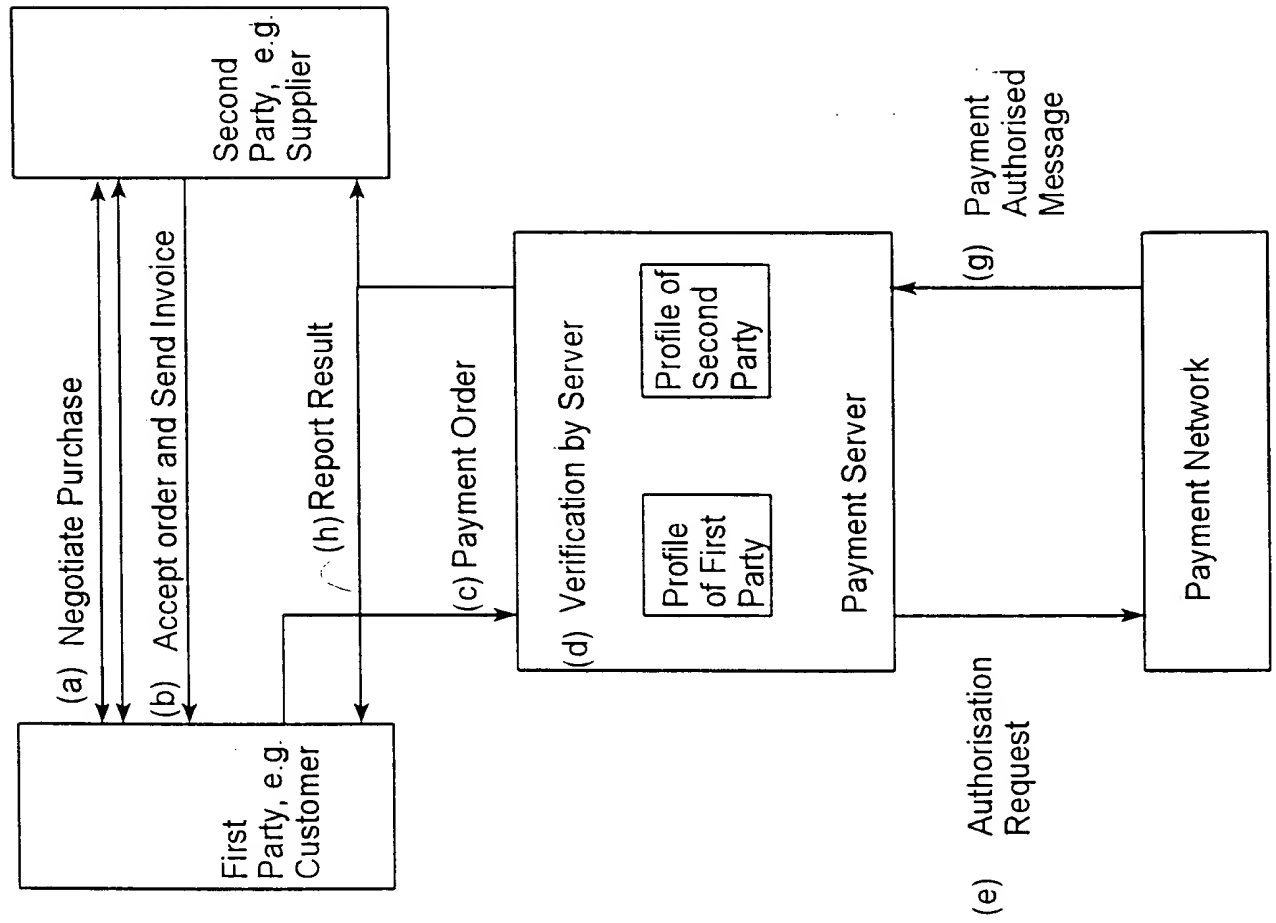 First
Party, e.g.
Customer
Second
Party, e.g.
Supplier
(a) Negotiate Purchase
(b) Accept order and Send Invoice
(h) Report Result
(c) Payment Order
(d) Verification by Server
Profile
of First
Party
Profile of
Second
Party
Payment Server
(e) Authorisation
Request
(g) Payment
Authorised
Message
Payment Network